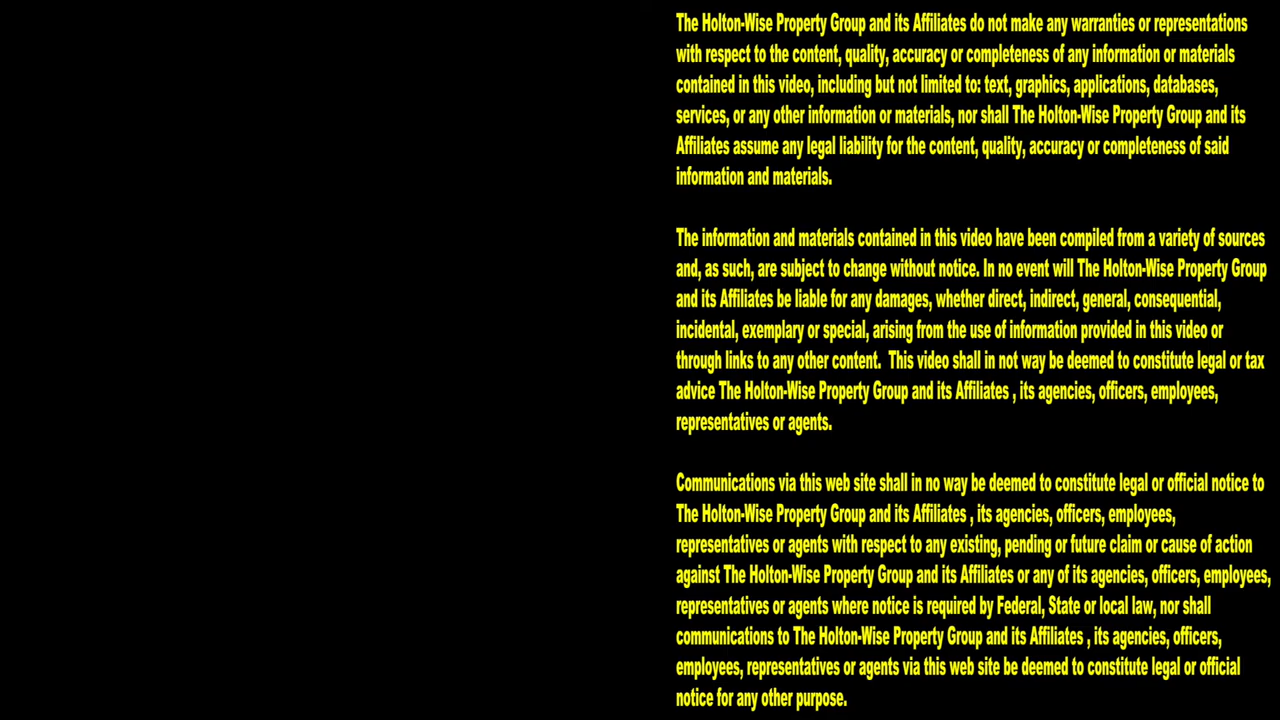 The Holton-Wise Property Group and its Affiliates do not make any warranties or representations
with respect to the content, quality, accuracy or completeness of any information or materials
contained in this video, including but not limited to: text, graphics, applications, databases,
services, or any other information or materials, nor shall The Holton-Wise Property Group and its
Affiliates assume any legal liability for the content, quality, accuracy or completeness of said
information and materials.
The information and materials contained in this video have been compiled from a variety of sources
and, as such, are subject to change without notice. In no event will The Holton-Wise Property Group
and its Affiliates be liable for any damages, whether direct, indirect, general, consequential,
incidental, exemplary or special, arising from the use of information provided in this video or
through links to any other content.  This video shall in not way be deemed to constitute legal or tax
advice The Holton-Wise Property Group and its Affiliates , its agencies, officers, employees,
representatives or agents.
Communications via this web site shall in no way be deemed to constitute legal or official notice to
The Holton-Wise Property Group and its Affiliates , its agencies, officers, employees,
representatives or agents with respect to any existing, pending or future claim or cause of action
against The Holton-Wise Property Group and its Affiliates or any of its agencies, officers, employees,
representatives or agents where notice is required by Federal, State or local law, nor shall
communications to The Holton-Wise Property Group and its Affiliates , its agencies, officers,
employees, representatives or agents via this web site be deemed to constitute legal or official
notice for any other purpose.